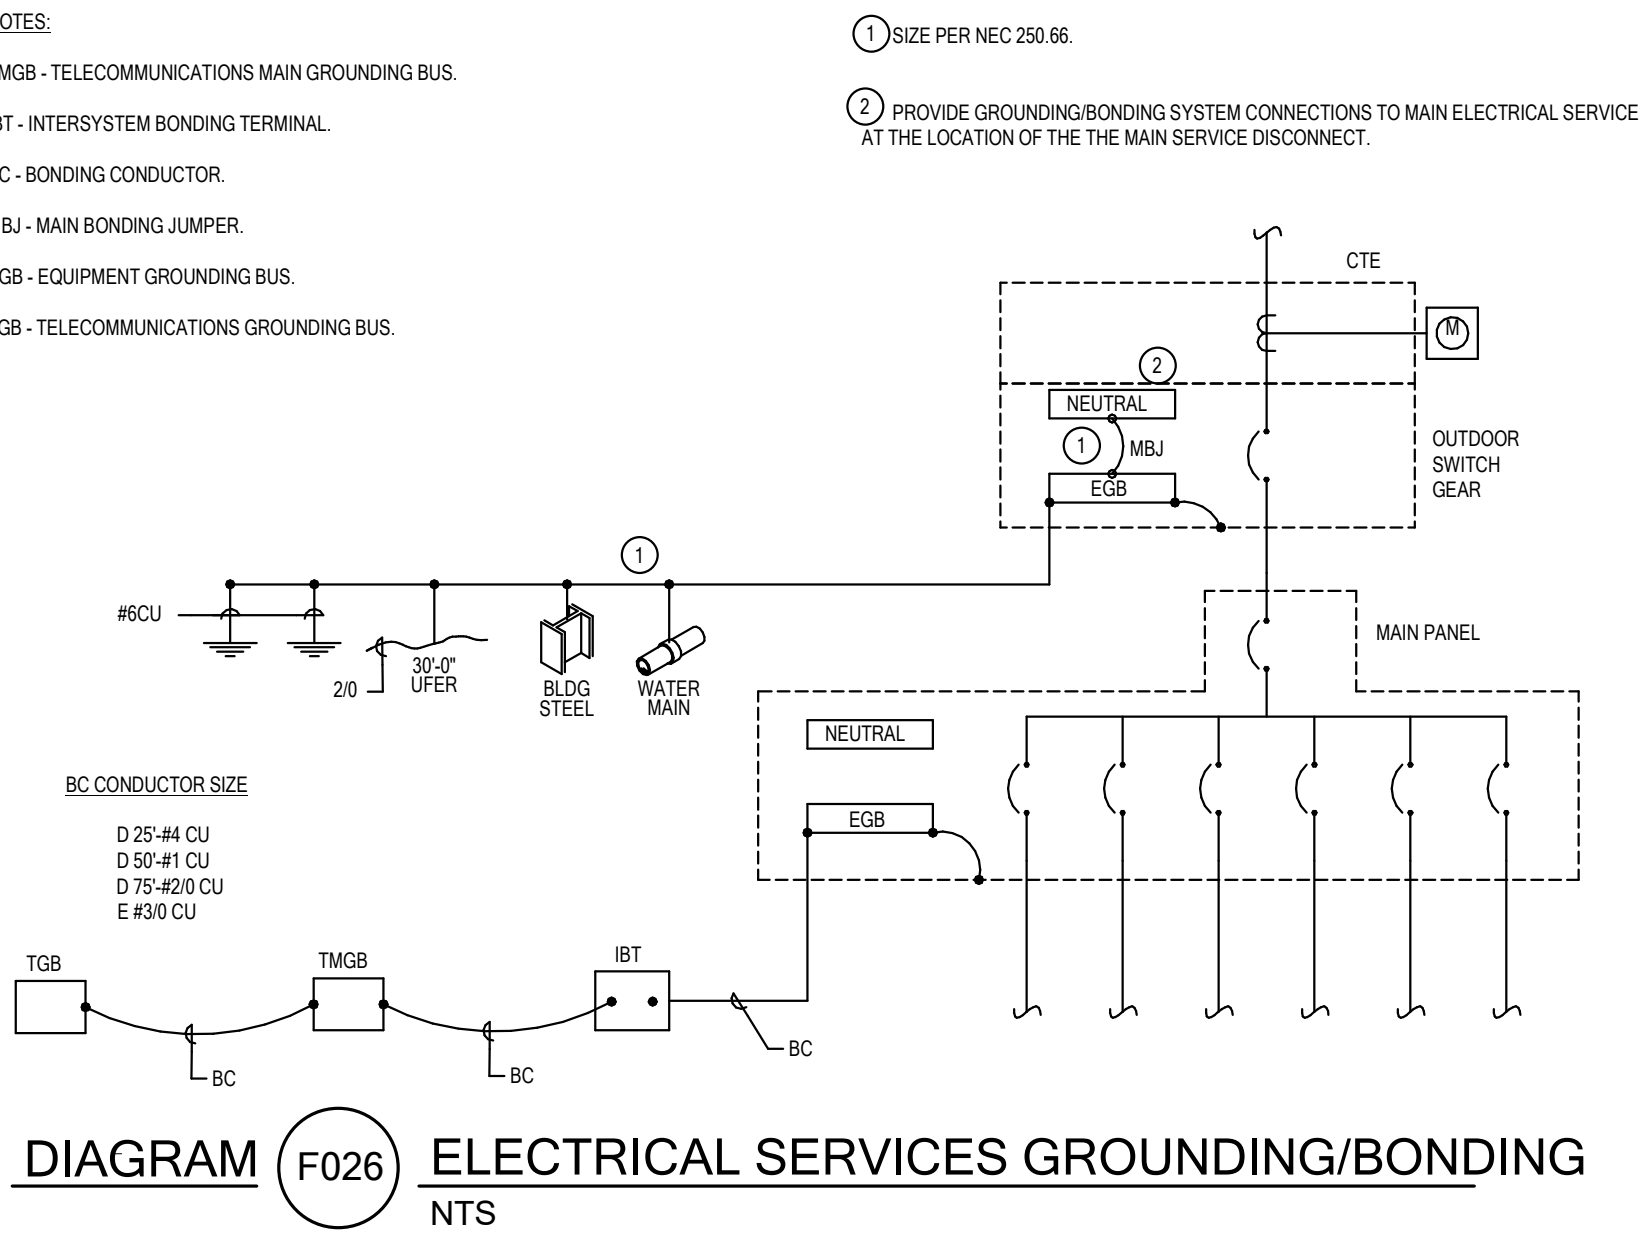 OTES:
MGB - TELECOMMUNICATIONS MAIN GROUNDING BUS.
BT - INTERSYSTEM BONDING TERMINAL.
C - BONDING CONDUCTOR.
BJ - MAIN BONDING JUMPER.
GB - EQUIPMENT GROUNDING BUS.
GB - TELECOMMUNICATIONS GROUNDING BUS.
1 SIZE PER NEC 250.66.
2 PROVIDE GROUNDING/BONDING SYSTEM CONNECTIONS TO MAIN ELECTRICAL SERVICE
AT THE LOCATION OF THE THE MAIN SERVICE DISCONNECT.
CTE
M
2
NEUTRAL
1
MBJ
EGB
OUTDOOR
SWITCH
GEAR
1
#6CU
2/0
30'-0"
UFER
BLDG
STEEL
WATER
MAIN
MAIN PANEL
NEUTRAL
EGB
BC CONDUCTOR SIZE
D 25'-#4 CU
D 50'-#1 CU
D 75'-#2/0 CU
E #3/0 CU
TGB
TMGB
IBT
BC
BC
BC
DIAGRAM F026 ELECTRICAL SERVICES GROUNDING/BONDING
NTS